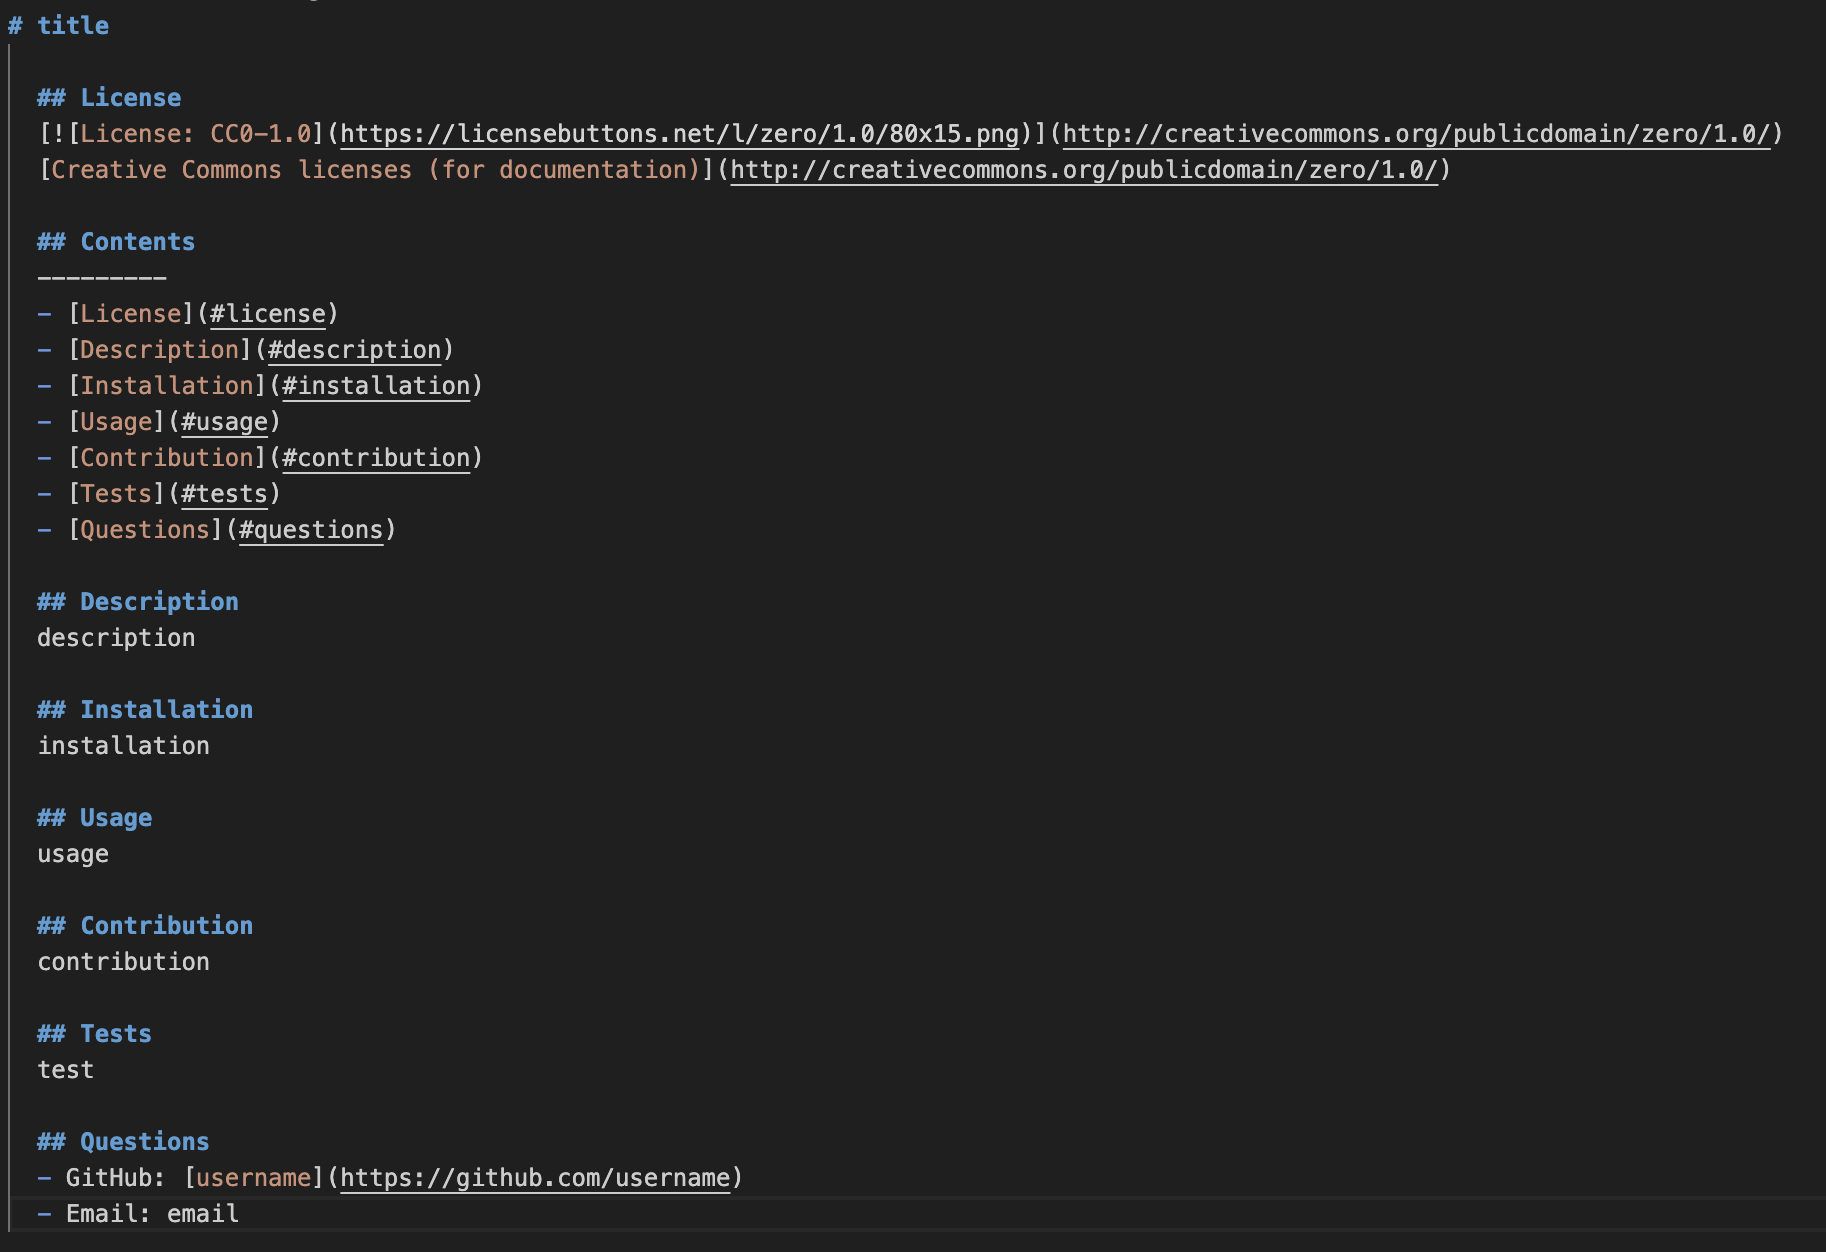 # title
## License
[![License: CC0-1.0](https://licensebuttons.net/l/zero/1.0/80x15.png)](http://creativecommons.org/publicdomain/zero/1.0/)
[Creative Commons licenses (for documentation)](http://creativecommons.org/publicdomain/zero/1.0/)
## Contents
---------
- [License](#license)
- [Description](#description)
- [Installation](#installation)
- [Usage](#usage)
- [Contribution](#contribution)
- [Tests](#tests)
- [Questions](#questions)
## Description
description
## Installation
installation
## Usage
usage
## Contribution
contribution
## Tests
test
## Questions
- GitHub: [username](https://github.com/username)
- Email: email